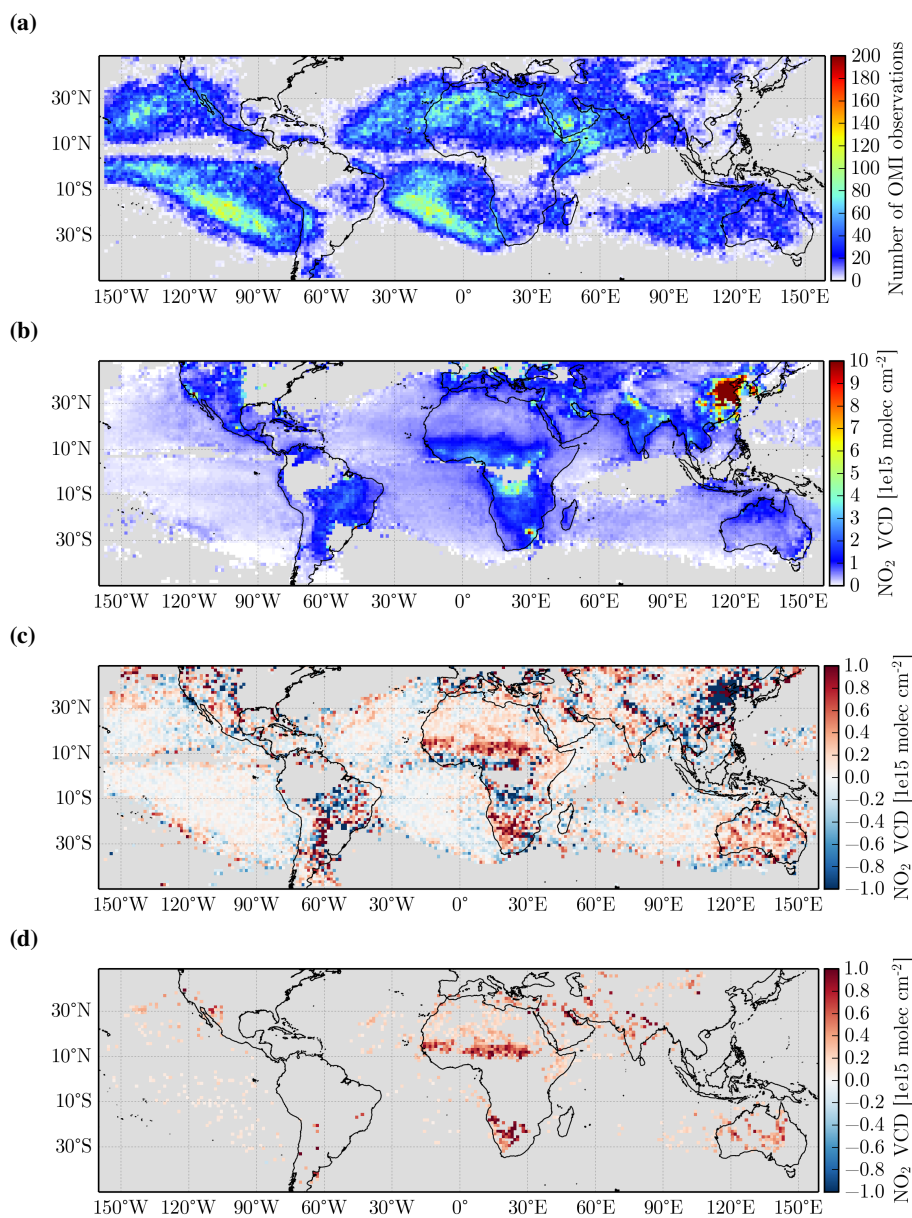 (a)
200
180
160
140
120
100
80
60
40
20
0
Number of OMI observations
30°N
10°N
10°S
30°S
150°W 120°W 90°W 60°W 30°W 0° 30°E 60°E 90°E 120°E 150°E
(b)
10
9
8
7
6
5
4
3
2
1
0
NO₂ VCD [1e15 molec cm⁻²]
30°N
10°N
10°S
30°S
150°W 120°W 90°W 60°W 30°W 0° 30°E 60°E 90°E 120°E 150°E
(c)
1.0
0.8
0.6
0.4
0.2
0.0
−0.2
−0.4
−0.6
−0.8
−1.0
NO₂ VCD [1e15 molec cm⁻²]
30°N
10°N
10°S
30°S
150°W 120°W 90°W 60°W 30°W 0° 30°E 60°E 90°E 120°E 150°E
(d)
1.0
0.8
0.6
0.4
0.2
0.0
−0.2
−0.4
−0.6
−0.8
−1.0
NO₂ VCD [1e15 molec cm⁻²]
30°N
10°N
10°S
30°S
150°W 120°W 90°W 60°W 30°W 0° 30°E 60°E 90°E 120°E 150°E